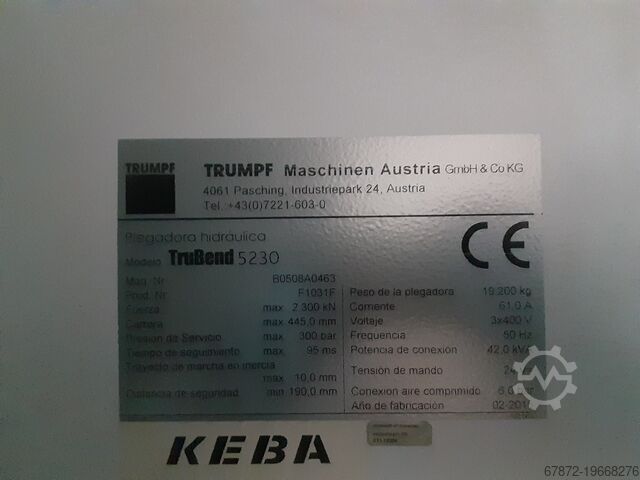 TRUMPF
TRUMPF Maschinen Austria GmbH & Co KG
4061 Pasching, Industriepark 24, Austria
Tel.:+43(0)7221-603-0
Plegadora hidráulica
Modelo TruBend 5230
CE
Maq. Nr B0508A0463
Prod. Nr F1031F
Fuerza max 2 300 kN
Carrera max 445,0 mm
Presion de Servicio max. 300 bar
Tiempo de seguimiento max. 95 ms
Trayecto de marcha en inercia
max 10,0 mm
Distancia de seguridad min 190,0 mm
Peso de la plegadora 19.200 kg
Corriente 61,0 A
Voltaje 3x400 V
Frequencia 50 Hz
Potencia de conexión 42,0 kVA
Tensión de mando
Conexión aire comprimido
Año de fabricación
KEBA
67872-19668276